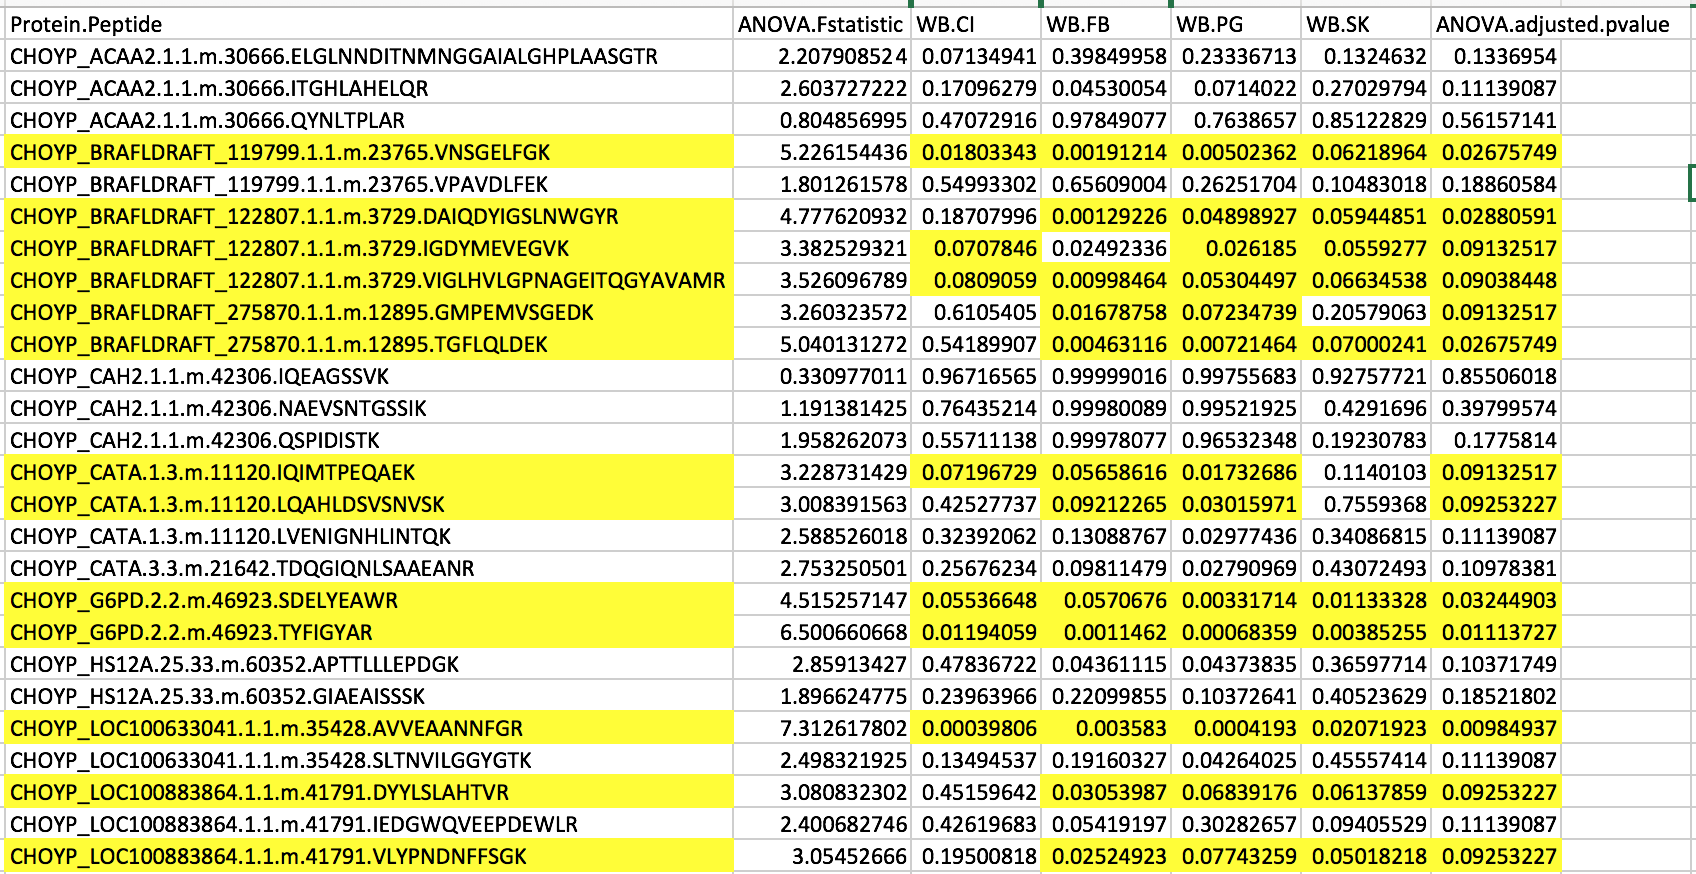 Protein.Peptide ANOVA.Fstatistic WB.CI WB.FB WB.PG WB.SK ANOVA.adjusted.pvalue
CHOYP_ACAA2.1.1.m.30666.ELGLNNDITNMNGGAIALGHPLAASGTR 2.207908524 0.07134941 0.39849958 0.23336713 0.1324632 0.1336954
CHOYP_ACAA2.1.1.m.30666.ITGHLAHELQR 2.603727222 0.17096279 0.04530054 0.0714022 0.27029794 0.11139087
CHOYP_ACAA2.1.1.m.30666.QYNLTPLAR 0.804856995 0.47072916 0.97849077 0.7638657 0.85122829 0.56157141
CHOYP_BRAFLDRAFT_119799.1.1.m.23765.VNSGELFGK 5.226154436 0.01803343 0.00191214 0.00502362 0.06218964 0.02675749
CHOYP_BRAFLDRAFT_119799.1.1.m.23765.VPAVDLFEK 1.801261578 0.54993302 0.65609004 0.26251704 0.10483018 0.18860584
CHOYP_BRAFLDRAFT_122807.1.1.m.3729.DAIQDYIGSLNWGYR 4.777620932 0.18707996 0.00129226 0.04898927 0.05944851 0.02880591
CHOYP_BRAFLDRAFT_122807.1.1.m.3729.IGDYMEVEGVK 3.382529321 0.0707846 0.02492336 0.026185 0.0559277 0.09132517
CHOYP_BRAFLDRAFT_122807.1.1.m.3729.VIGLHVLGPNAGEITQGYAVAMR 3.526096789 0.0809059 0.00998464 0.05304497 0.06634538 0.09038448
CHOYP_BRAFLDRAFT_275870.1.1.m.12895.GMPEMVSGEDK 3.260323572 0.6105405 0.01678758 0.07234739 0.20579063 0.09132517
CHOYP_BRAFLDRAFT_275870.1.1.m.12895.TGFLQLDEK 5.040131272 0.54189907 0.00463116 0.00721464 0.07000241 0.02675749
CHOYP_CAH2.1.1.m.42306.IQEAGSSVK 0.330977011 0.96716565 0.99999016 0.99755683 0.92757721 0.85506018
CHOYP_CAH2.1.1.m.42306.NAEVSNTGSSIK 1.191381425 0.76435214 0.99980089 0.99521925 0.4291696 0.39799574
CHOYP_CAH2.1.1.m.42306.QSPIDISTK 1.958262073 0.55711138 0.99978077 0.96532348 0.19230783 0.1775814
CHOYP_CATA.1.3.m.11120.IQIMTPEQAEK 3.228731429 0.07196729 0.05658616 0.01732686 0.1140103 0.09132517
CHOYP_CATA.1.3.m.11120.LQAHLDSVSNVSK 3.008391563 0.42527737 0.09212265 0.03015971 0.7559368 0.09253227
CHOYP_CATA.1.3.m.11120.LVENIGNHLINTQK 2.588526018 0.32392062 0.13088767 0.02977436 0.34086815 0.11139087
CHOYP_CATA.3.3.m.21642.TDQGIQNLSAAEANR 2.753250501 0.25676234 0.09811479 0.02790969 0.43072493 0.10978381
CHOYP_G6PD.2.2.m.46923.SDELYEAWR 4.515257147 0.05536648 0.0570676 0.00331714 0.01133328 0.03244903
CHOYP_G6PD.2.2.m.46923.TYFIGYAR 6.500660668 0.01194059 0.0011462 0.00068359 0.00385255 0.01113727
CHOYP_HS12A.25.33.m.60352.APTTLLLEPDGK 2.85913427 0.47836722 0.04361115 0.04373835 0.36597714 0.10371749
CHOYP_HS12A.25.33.m.60352.GIAEAISSSK 1.896624775 0.23963966 0.22099855 0.10372641 0.40523629 0.18521802
CHOYP_LOC100633041.1.1.m.35428.AVVEAANNFGR 7.312617802 0.00039806 0.003583 0.0004193 0.02071923 0.00984937
CHOYP_LOC100633041.1.1.m.35428.SLTNVILGGYGTK 2.498321925 0.13494537 0.19160327 0.04264025 0.45557414 0.11139087
CHOYP_LOC100883864.1.1.m.41791.DYYLSLAHTVR 3.080832302 0.45159642 0.03053987 0.06839176 0.06137859 0.09253227
CHOYP_LOC100883864.1.1.m.41791.IEDGWQVEEPDEWLR 2.400682746 0.42619683 0.05419197 0.30282657 0.09405529 0.11139087
CHOYP_LOC100883864.1.1.m.41791.VLYPNDNFFSGK 3.05452666 0.19500818 0.02524923 0.07743259 0.05018218 0.09253227